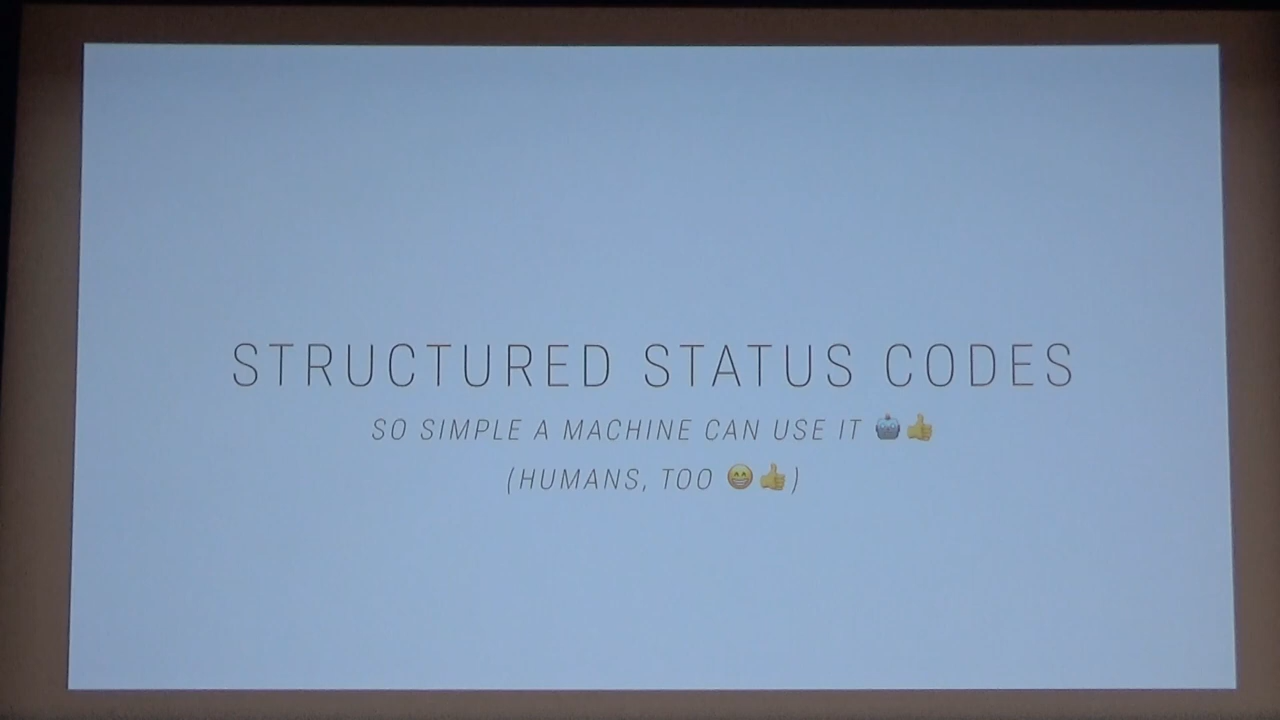 STRUCTURED STATUS CODES
SO SIMPLE A MACHINE CAN USE IT 🤖👍
(HUMANS, TOO 😄👍)